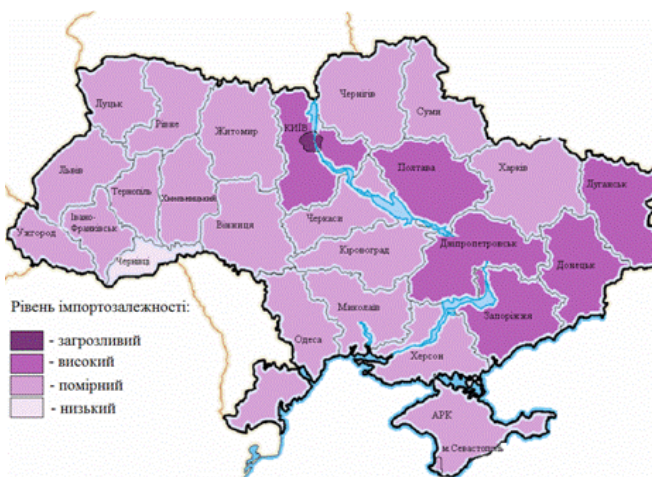 Луцьк
Рівне
Житомир
КИЇВ
Чернігів
Суми
Львів
Тернопіль
Хмельницький
Вінниця
Черкаси
Полтава
Харків
Луганськ
Ужгород
Івано-
Франківськ
Чернівці
Кіровоград
Дніпропетровськ
Донецьк
Миколаїв
Запоріжжя
Одеса
Херсон
АРК
м.Севастополь
Рівень імпортозалежності:
- загрозливий
- високий
- помірний
- низький